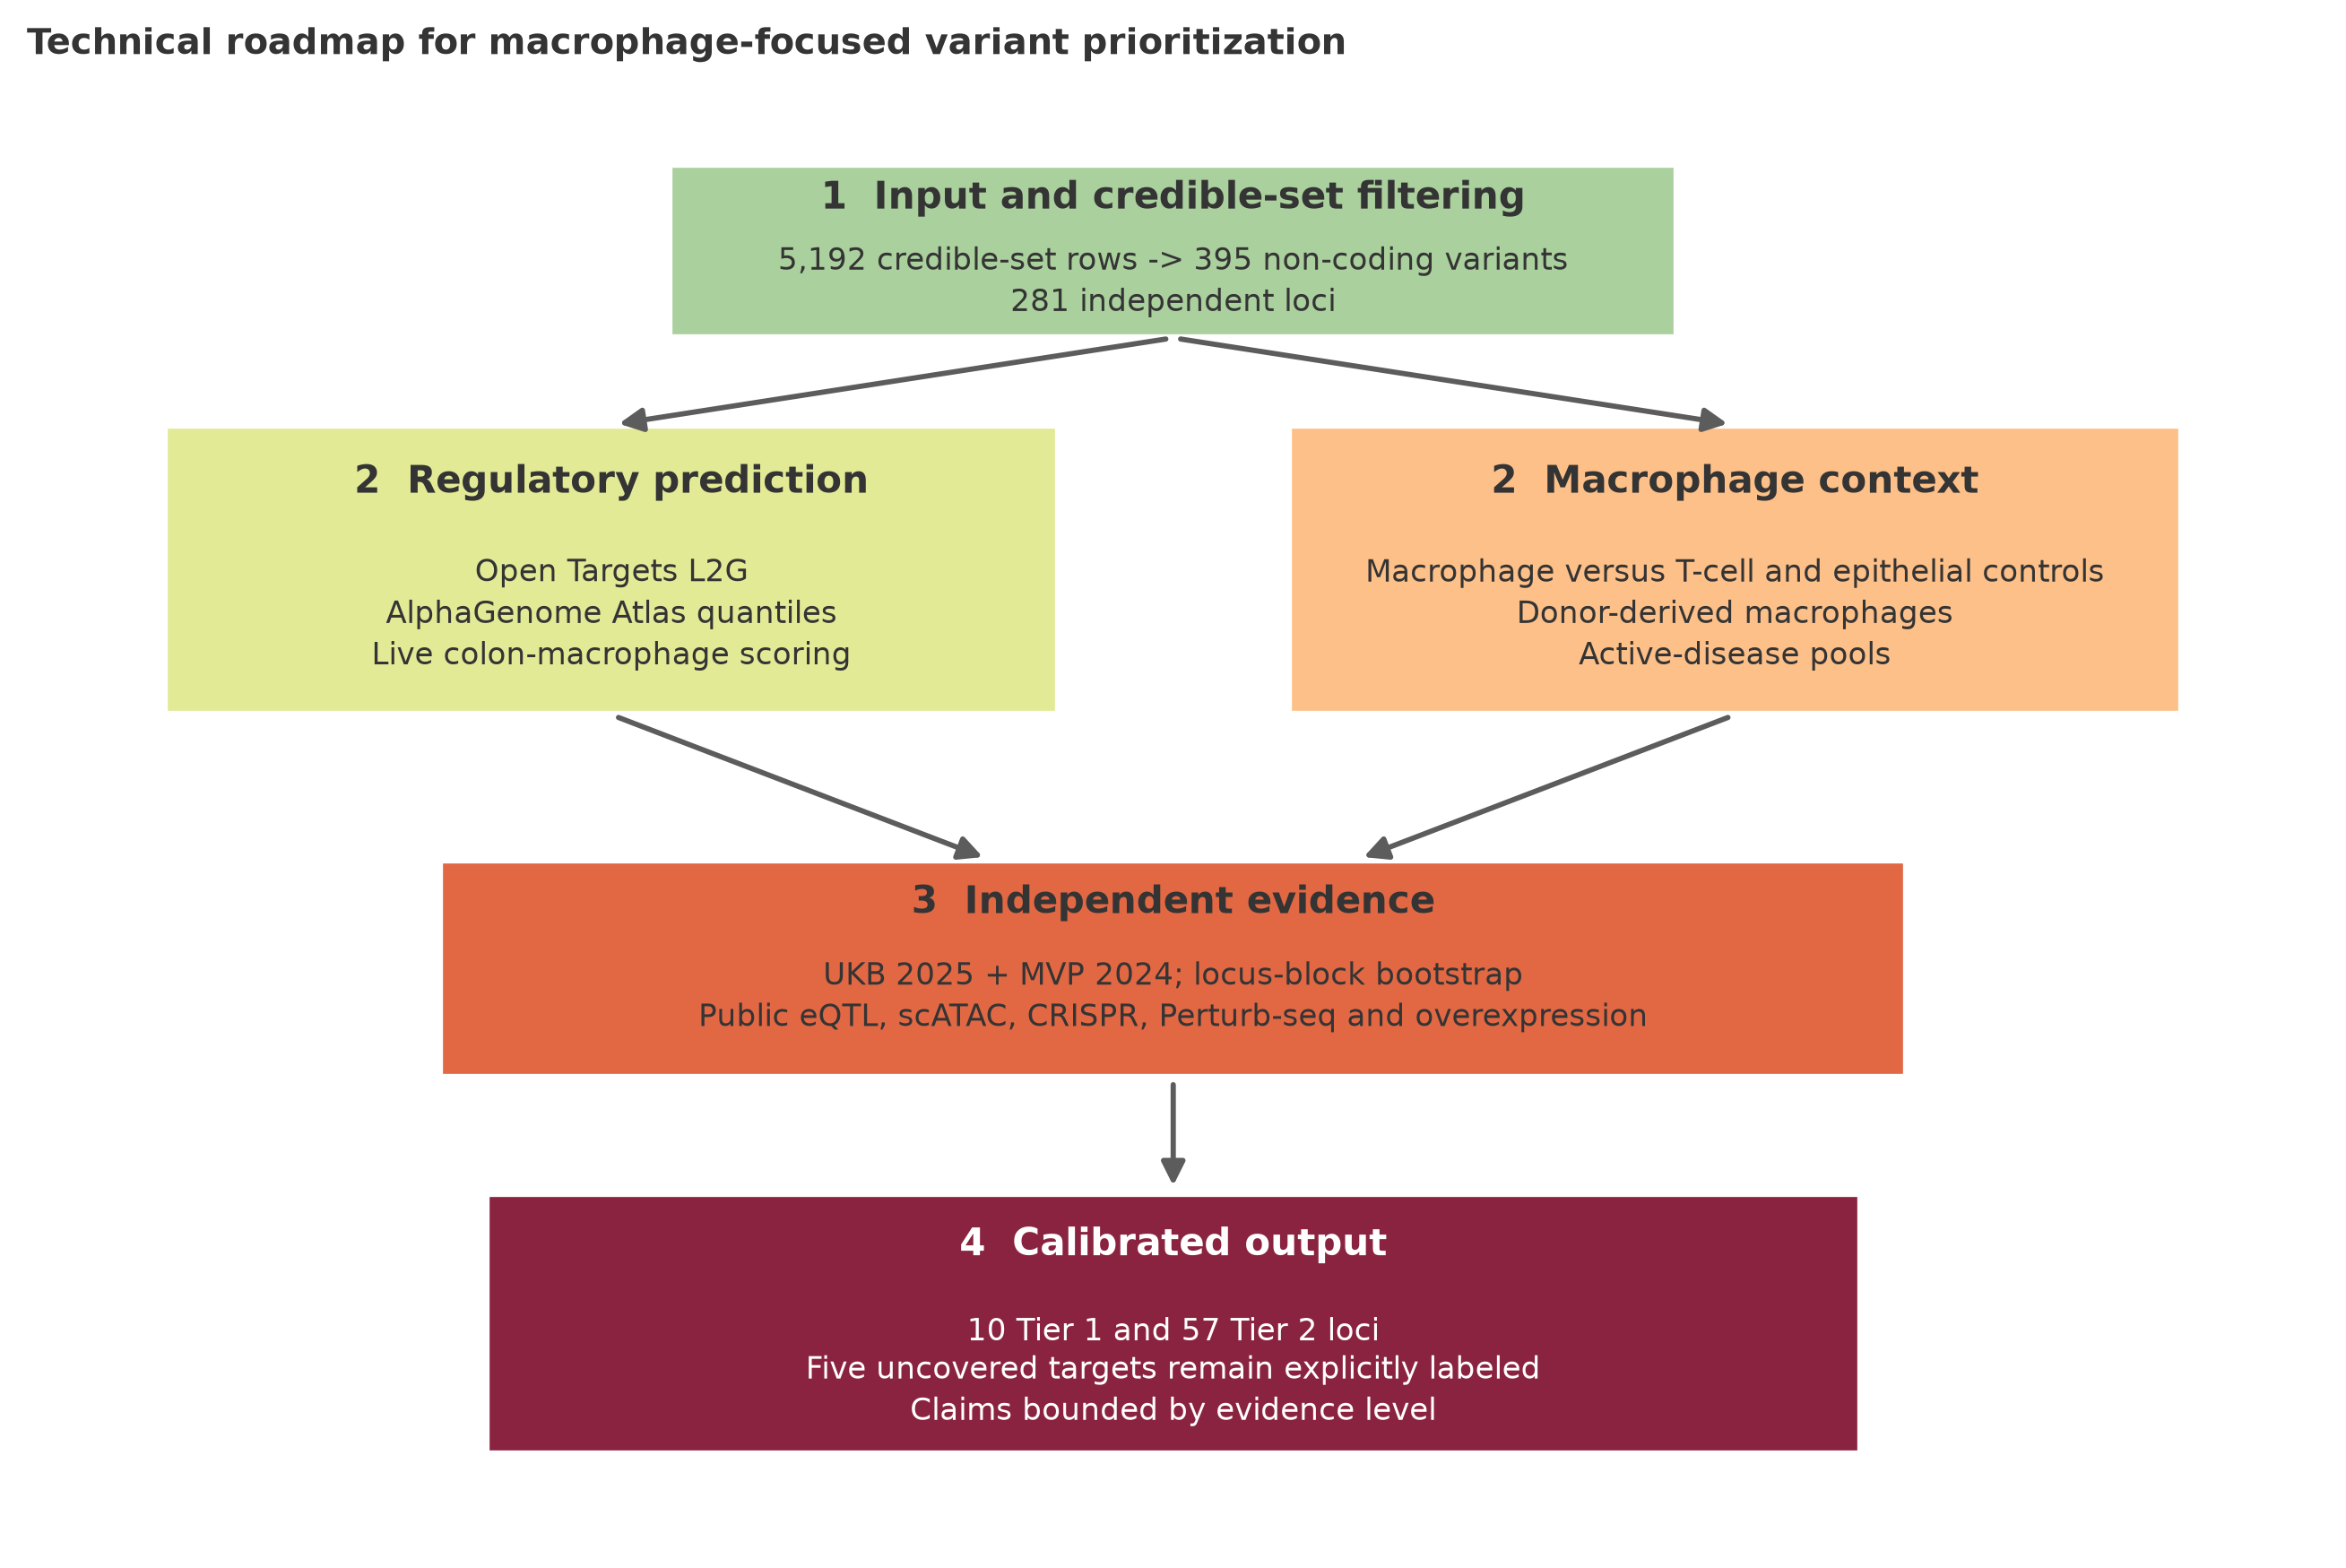 Technical roadmap for macrophage-focused variant prioritization
1 Input and credible-set filtering
5,192 credible-set rows -> 395 non-coding variants
281 independent loci
2 Regulatory prediction
Open Targets L2G
AlphaGenome Atlas quantiles
Live colon-macrophage scoring
2 Macrophage context
Macrophage versus T-cell and epithelial controls
Donor-derived macrophages
Active-disease pools
3 Independent evidence
UKB 2025 + MVP 2024; locus-block bootstrap
Public eQTL, scATAC, CRISPR, Perturb-seq and overexpression
4 Calibrated output
10 Tier 1 and 57 Tier 2 loci
Five uncovered targets remain explicitly labeled
Claims bounded by evidence level